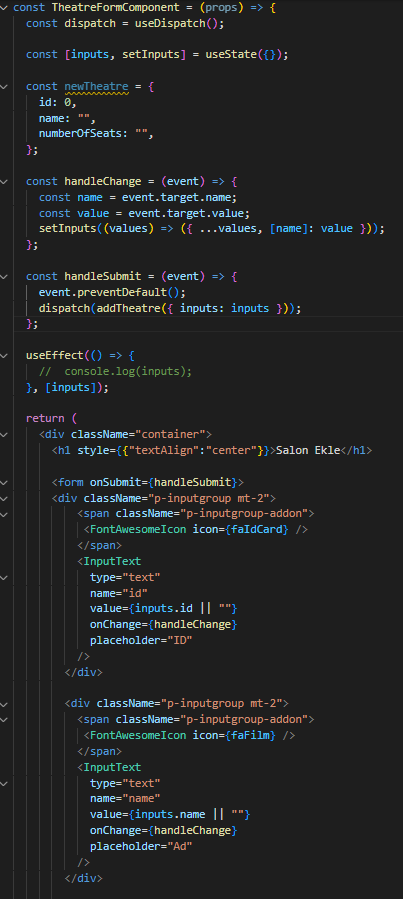 const TheatreFormComponent = (props) => {
const dispatch = useDispatch();
const [inputs, setInputs] = useState({});
const newTheatre = {
id: 0,
name: "",
numberOfSeats: "",
};
const handleChange = (event) => {
const name = event.target.name;
const value = event.target.value;
setInputs((values) => ({ ...values, [name]: value }));
};
const handleSubmit = (event) => {
event.preventDefault();
dispatch(addTheatre({ inputs: inputs }));
};
useEffect(() => {
// console.log(inputs);
}, [inputs]);
return (
<div className="container">
<h1 style={{"textAlign":"center"}}>Salon Ekle</h1>
<form onSubmit={handleSubmit}>
<div className="p-inputgroup mt-2">
<span className="p-inputgroup-addon">
<FontAwesomeIcon icon={faIdCard} />
</span>
<InputText
type="text"
name="id"
value={inputs.id || ""}
onChange={handleChange}
placeholder="ID"
/>
</div>
<div className="p-inputgroup mt-2">
<span className="p-inputgroup-addon">
<FontAwesomeIcon icon={faFilm} />
</span>
<InputText
type="text"
name="name"
value={inputs.name || ""}
onChange={handleChange}
placeholder="Ad"
/>
</div>